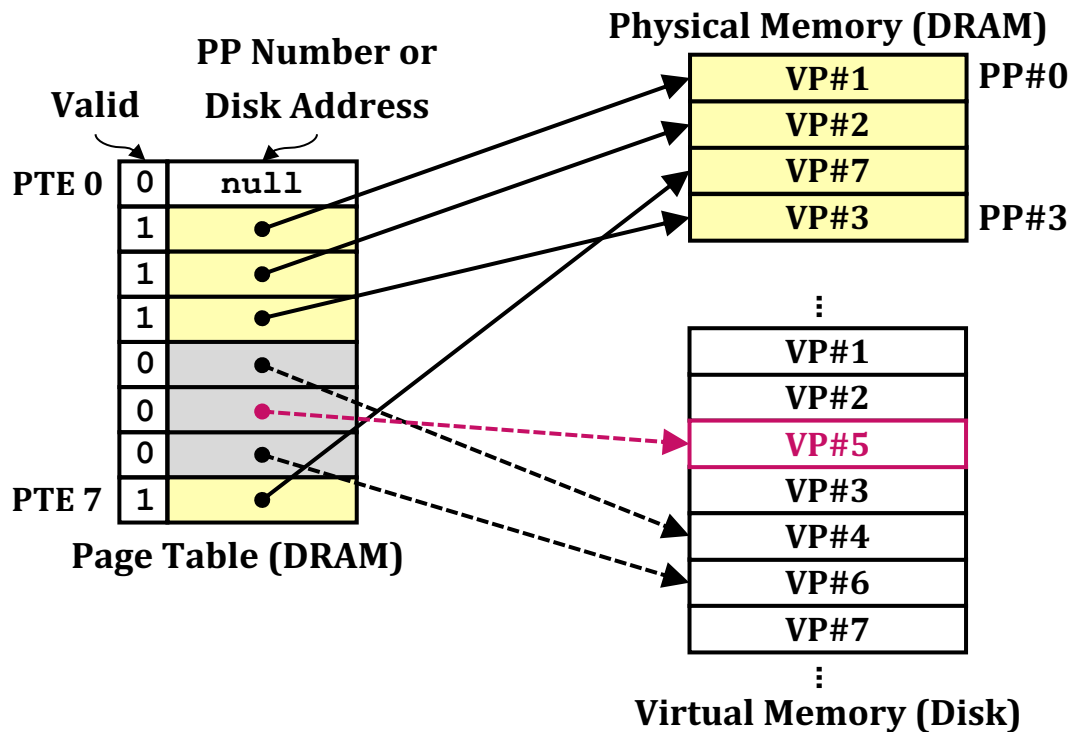 Physical Memory (DRAM)
PP Number or
Disk Address
Valid
VP#1 PP#0
VP#2
VP#7
VP#3 PP#3
PTE 0 0 null
1
1
1
0
0
0
PTE 7 1
Page Table (DRAM)
VP#1
VP#2
VP#5
VP#3
VP#4
VP#6
VP#7
Virtual Memory (Disk)